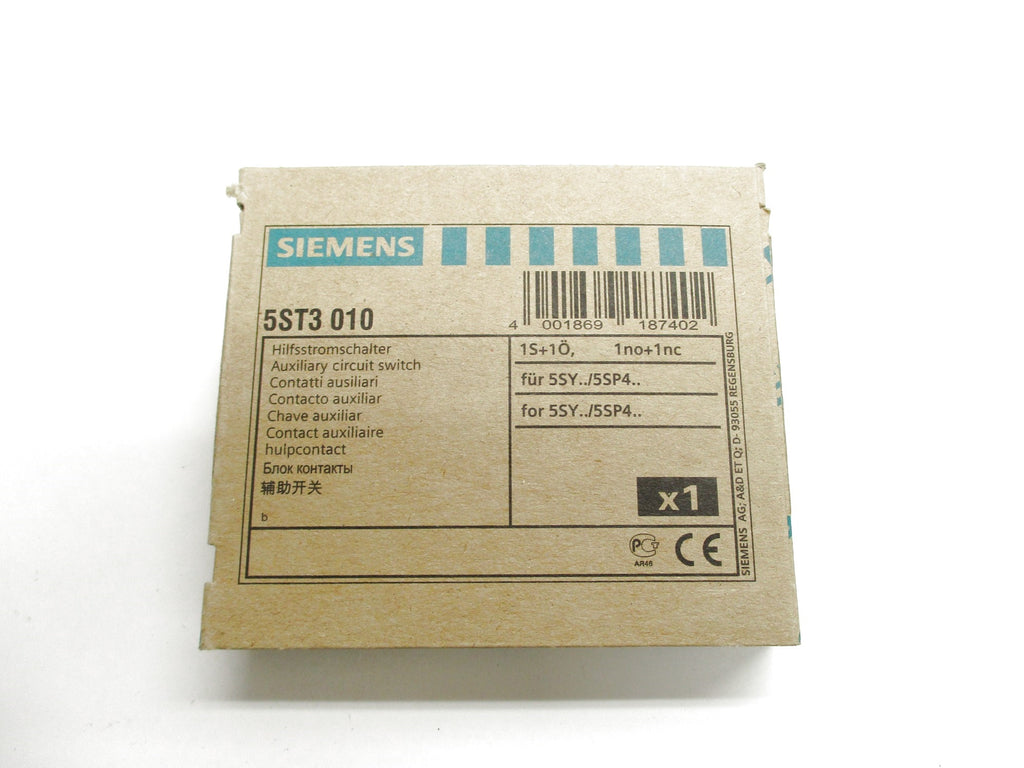 SIEMENS
5ST3 010
4 001869 187402
Hilfsstromschalter
Auxiliary circuit switch
Contatti ausiliari
Contacto auxiliar
Chave auxiliar
Contact auxiliaire
hulpcontact
Блок контакты
辅助开关
b
1S+1Ö, 1no+1nc
für 5SY../5SP4..
for 5SY../5SP4..
x1
PCT
AR46
CE
SIEMENS AG; A&D ET Q; D- 93055 REGENSBURG